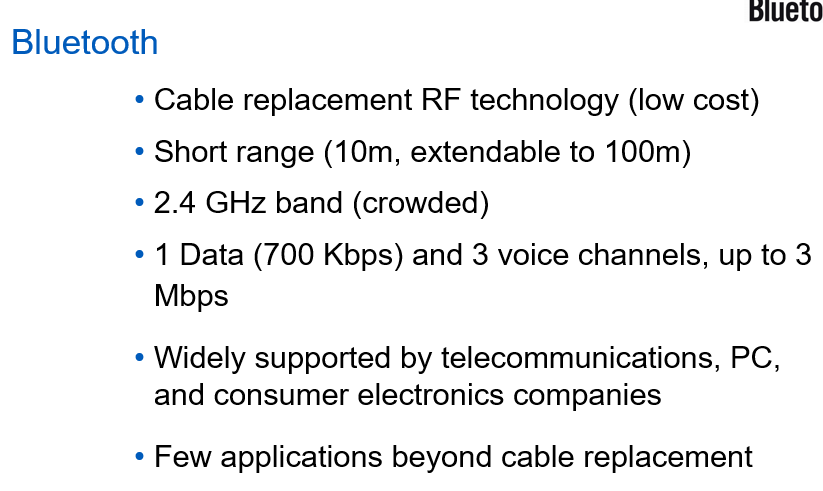 Blueto
Bluetooth
• Cable replacement RF technology (low cost)
• Short range (10m, extendable to 100m)
• 2.4 GHz band (crowded)
• 1 Data (700 Kbps) and 3 voice channels, up to 3
Mbps
• Widely supported by telecommunications, PC,
and consumer electronics companies
• Few applications beyond cable replacement